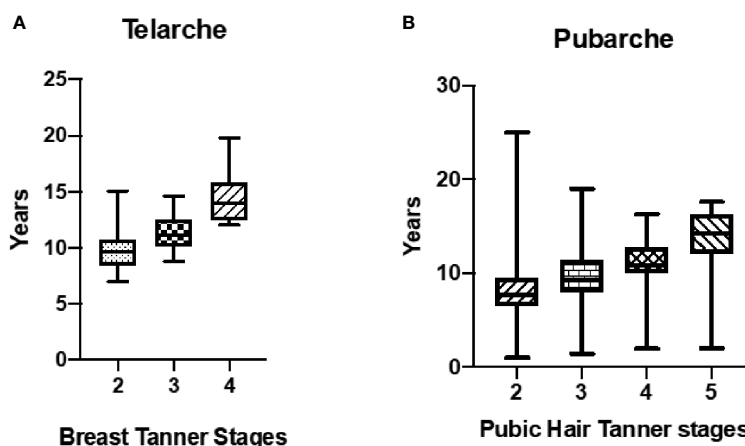 A
Telarche
25
20
15
10
5
0
Years
2 3 4
Breast Tanner Stages
B
Pubarche
30
20
10
0
Years
2 3 4 5
Pubic Hair Tanner stages